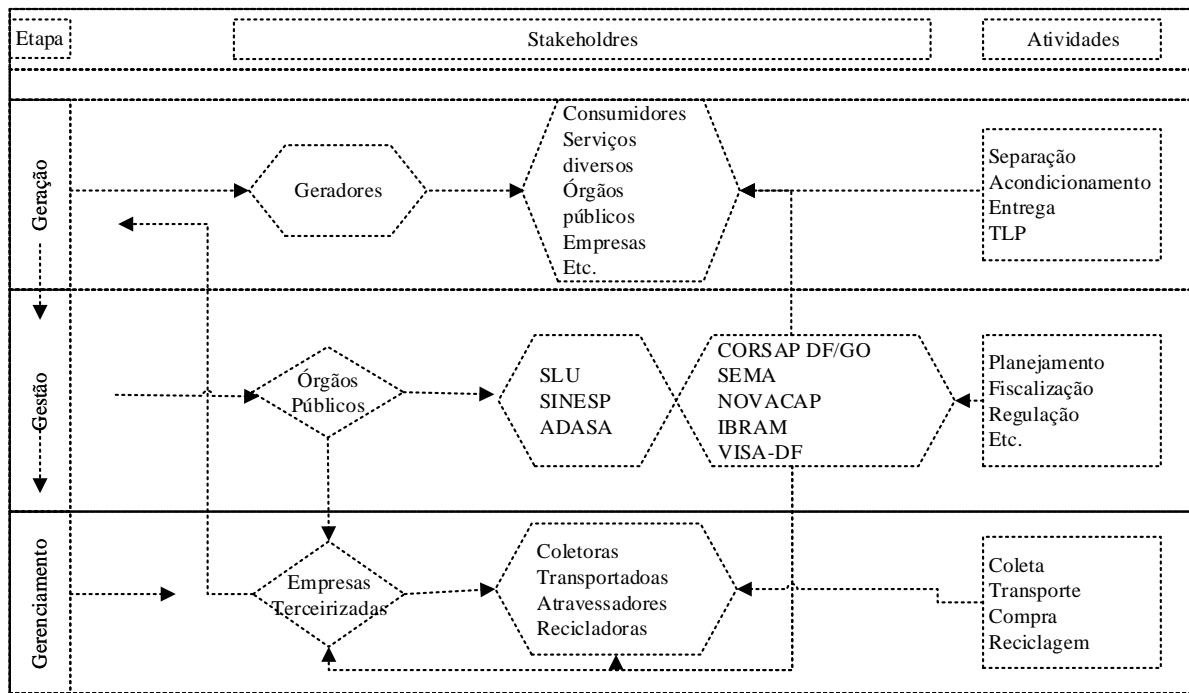 Etapa
Stakeholdres
Atividades
Geração
Geradores
Consumidores
Serviços
diversos
Órgãos
públicos
Empresas
Etc.
Separação
Acondicionamento
Entrega
TLP
Gestão
Órgãos
Públicos
SLU
SINESP
ADASA
CORSAP DF/GO
SEMA
NOVACAP
IBRAM
VISA-DF
Planejamento
Fiscalização
Regulação
Etc.
Gerenciamento
Empresas
Terceirizadas
Coletoras
Transportadoas
Atravessadores
Recicladoras
Coleta
Transporte
Compra
Reciclagem